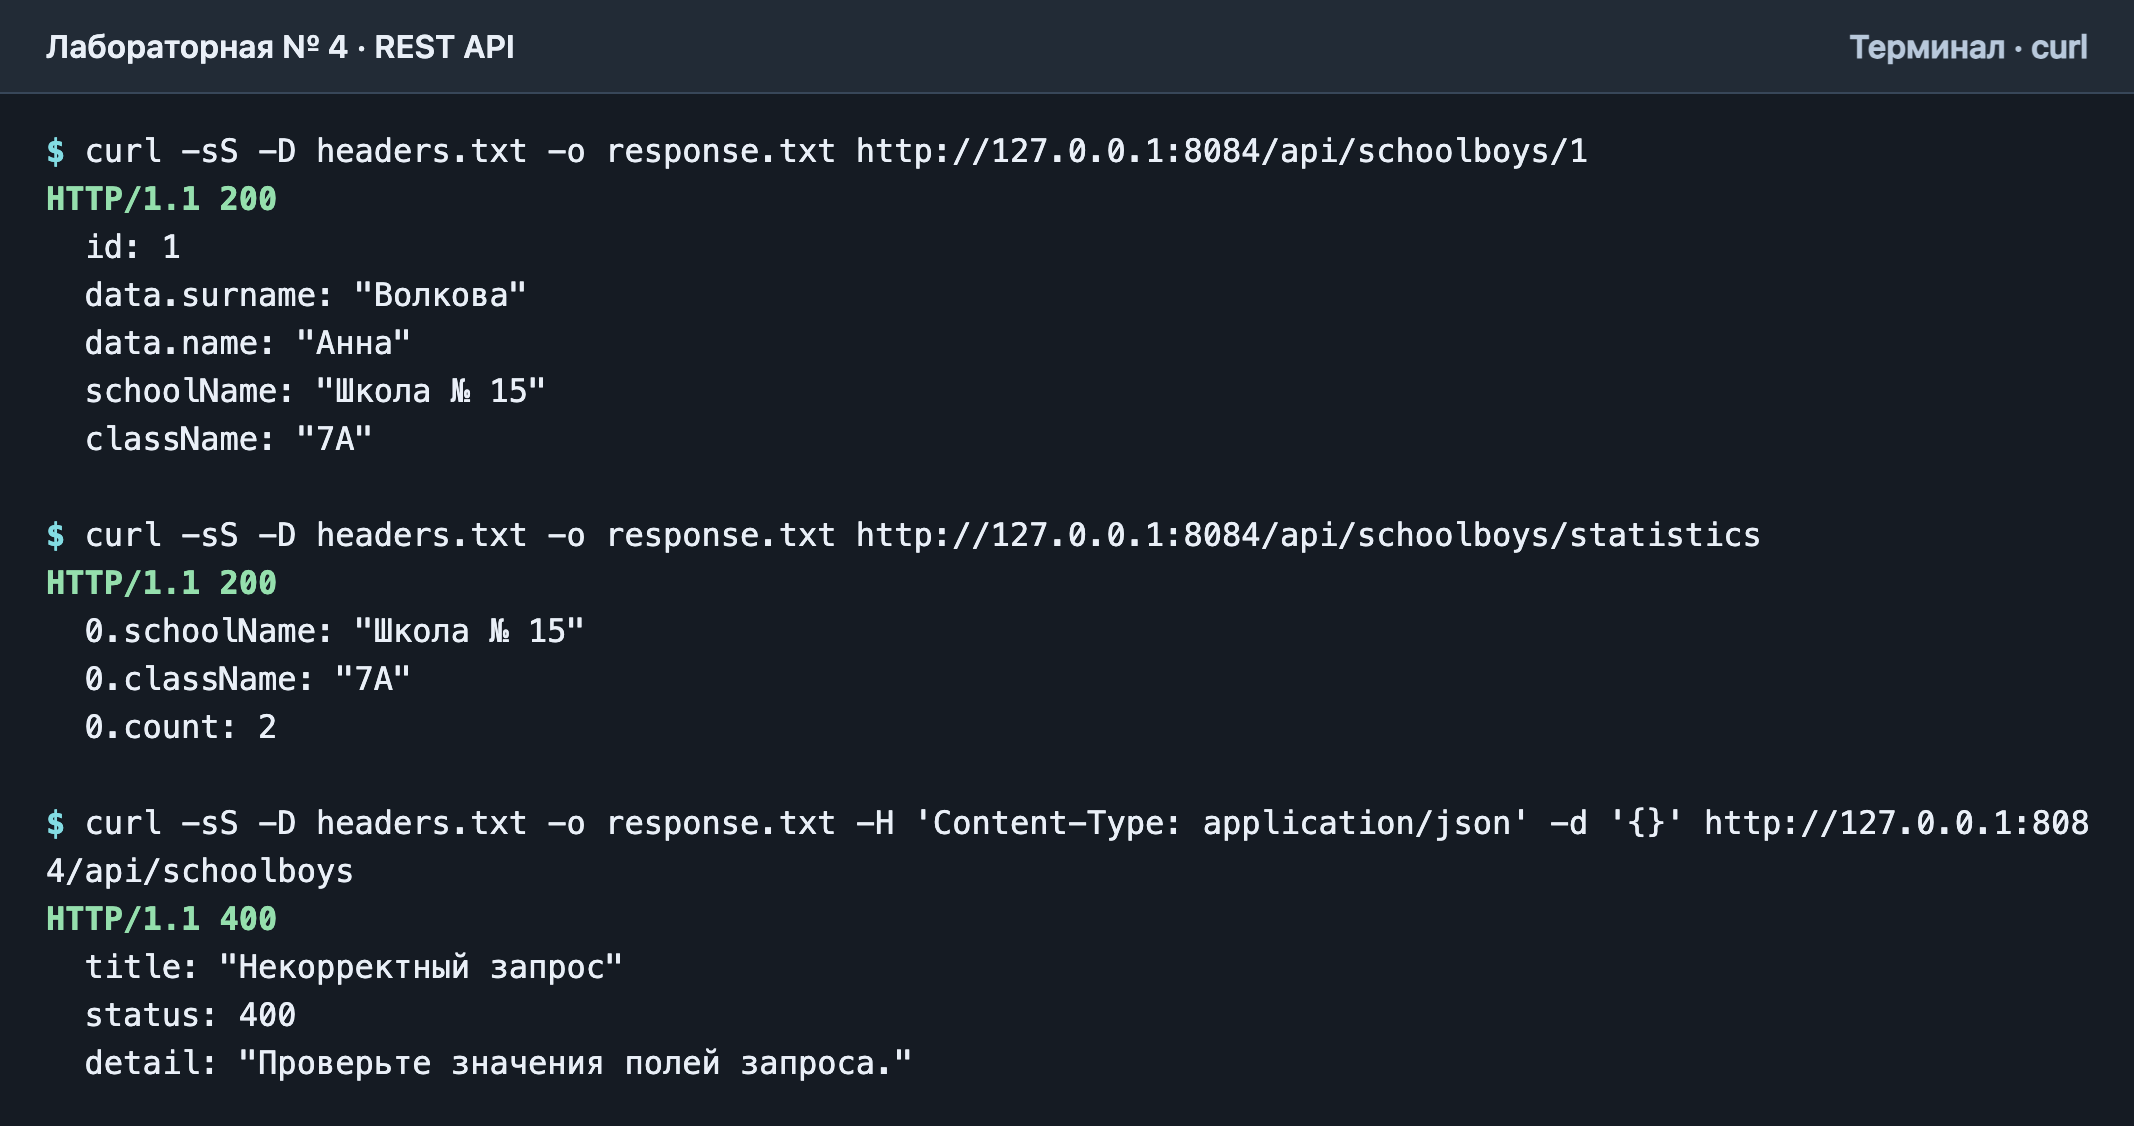 Лабораторная № 4 · REST API
Терминал · curl
$ curl -sS -D headers.txt -o response.txt http://127.0.0.1:8084/api/schoolboys/1
HTTP/1.1 200
id: 1
data.surname: "Волкова"
data.name: "Анна"
schoolName: "Школа № 15"
className: "7А"
$ curl -sS -D headers.txt -o response.txt http://127.0.0.1:8084/api/schoolboys/statistics
HTTP/1.1 200
0.schoolName: "Школа № 15"
0.className: "7А"
0.count: 2
$ curl -sS -D headers.txt -o response.txt -H 'Content-Type: application/json' -d '{}' http://127.0.0.1:808
4/api/schoolboys
HTTP/1.1 400
title: "Некорректный запрос"
status: 400
detail: "Проверьте значения полей запроса."